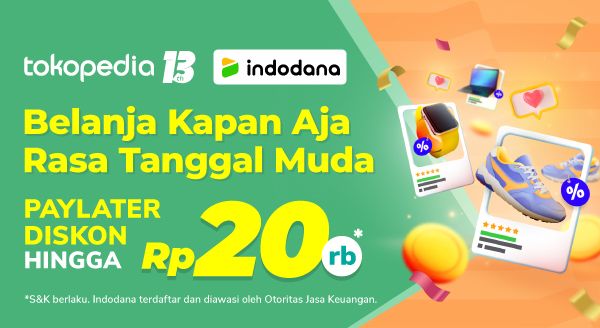 tokopedia 13th indodana
Belanja Kapan Aja
Rasa Tanggal Muda
PAYLATER
DISKON
HINGGA
Rp20rb*
*S&K berlaku. Indodana terdaftar dan diawasi oleh Otoritas Jasa Keuangan.
%
%
%